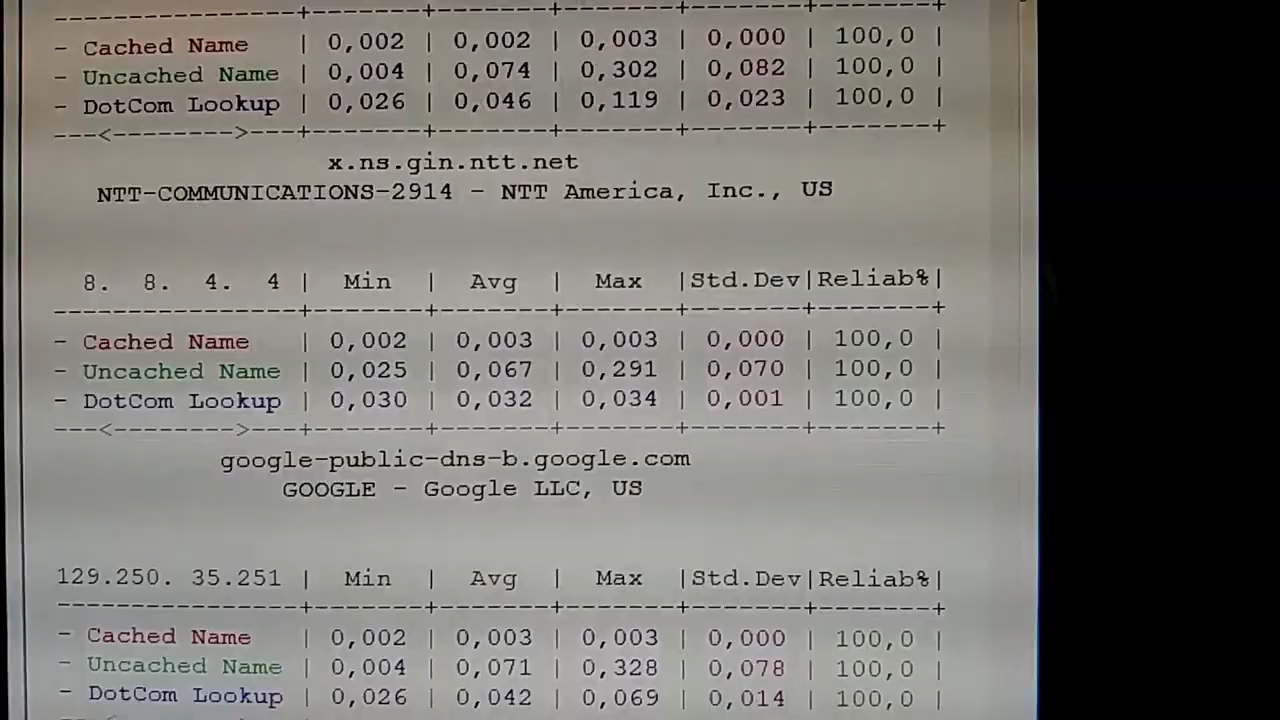 ----------------+-------+-------+-------+-------+-------+
- Cached Name | 0,002 | 0,002 | 0,003 | 0,000 | 100,0 |
- Uncached Name | 0,004 | 0,074 | 0,302 | 0,082 | 100,0 |
- DotCom Lookup | 0,026 | 0,046 | 0,119 | 0,023 | 100,0 |
---<-------->---+-------+-------+-------+-------+-------+
x.ns.gin.ntt.net
NTT-COMMUNICATIONS-2914 - NTT America, Inc., US
8. 8. 4. 4 | Min | Avg | Max |Std.Dev|Reliab%|
----------------+-------+-------+-------+-------+-------+
- Cached Name | 0,002 | 0,003 | 0,003 | 0,000 | 100,0 |
- Uncached Name | 0,025 | 0,067 | 0,291 | 0,070 | 100,0 |
- DotCom Lookup | 0,030 | 0,032 | 0,034 | 0,001 | 100,0 |
---<-------->---+-------+-------+-------+-------+-------+
google-public-dns-b.google.com
GOOGLE - Google LLC, US
129.250. 35.251 | Min | Avg | Max |Std.Dev|Reliab%|
----------------+-------+-------+-------+-------+-------+
- Cached Name | 0,002 | 0,003 | 0,003 | 0,000 | 100,0 |
- Uncached Name | 0,004 | 0,071 | 0,328 | 0,078 | 100,0 |
- DotCom Lookup | 0,026 | 0,042 | 0,069 | 0,014 | 100,0 |